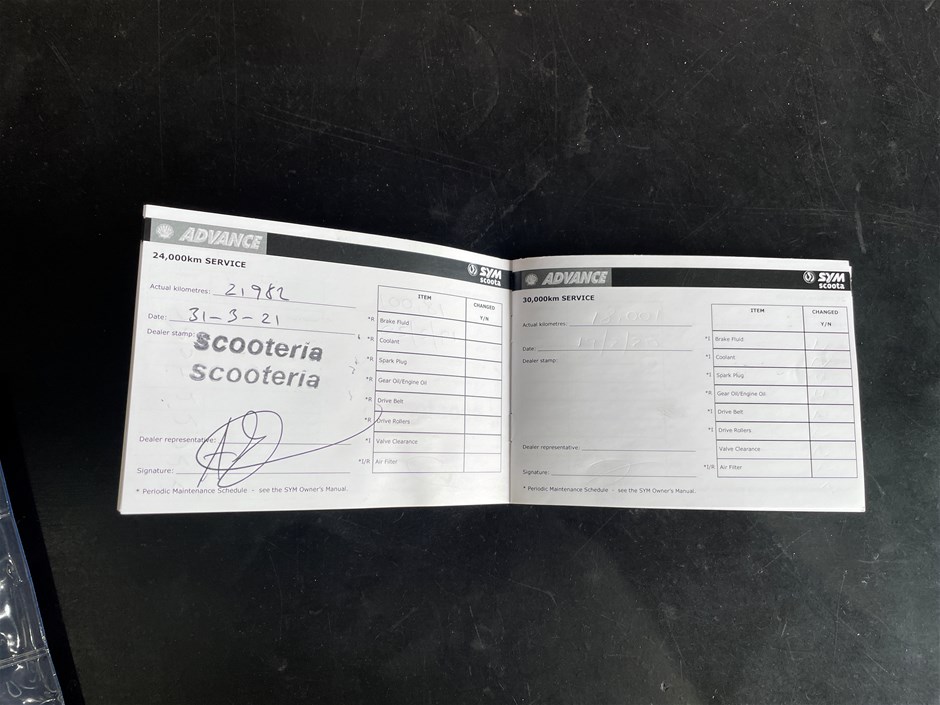 ADVANCE
SYM
scoota
24,000km SERVICE
Actual kilometres: 21982
Date: 31-3-21
Dealer stamp:
scooteria
scooteria
Dealer representative:
Signature:
ITEM CHANGED
Y/N
*R Brake Fluid
*R Coolant
*R Spark Plug
*R Gear Oil/Engine Oil
*R Drive Belt
*R Drive Rollers
*I Valve Clearance
*I/R Air Filter
* Periodic Maintenance Schedule - see the SYM Owner's Manual.
ADVANCE
SYM
scoota
30,000km SERVICE
Actual kilometres:
Date:
Dealer stamp:
Dealer representative:
Signature:
ITEM CHANGED
Y/N
*I Brake Fluid
*I Coolant
*I Spark Plug
*R Gear Oil/Engine Oil
*I Drive Belt
*I Drive Rollers
Valve Clearance
*I/R Air Filter
* Periodic Maintenance Schedule - see the SYM Owner's Manual.